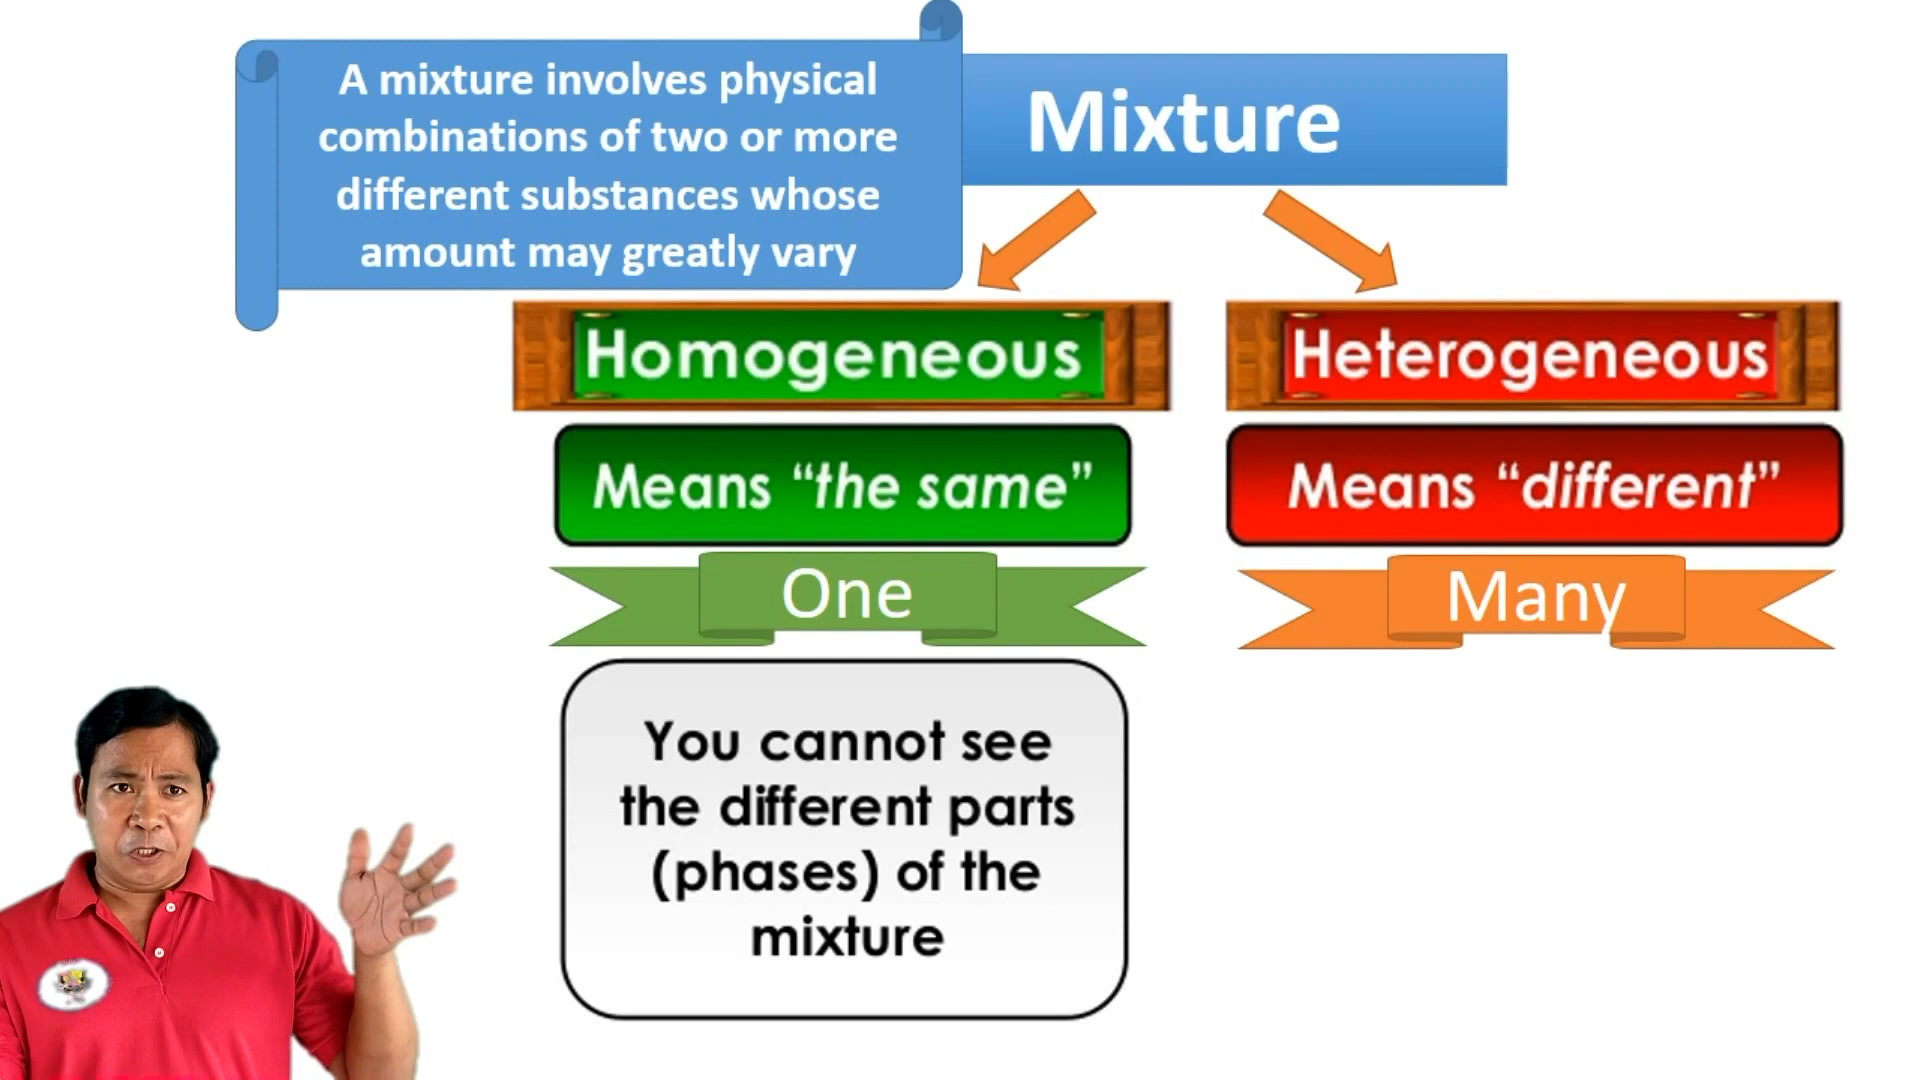 A mixture involves physical
combinations of two or more
different substances whose
amount may greatly vary
Mixture
Homogeneous
Means “the same”
One
You cannot see
the different parts
(phases) of the
mixture
Heterogeneous
Means “different”
Many